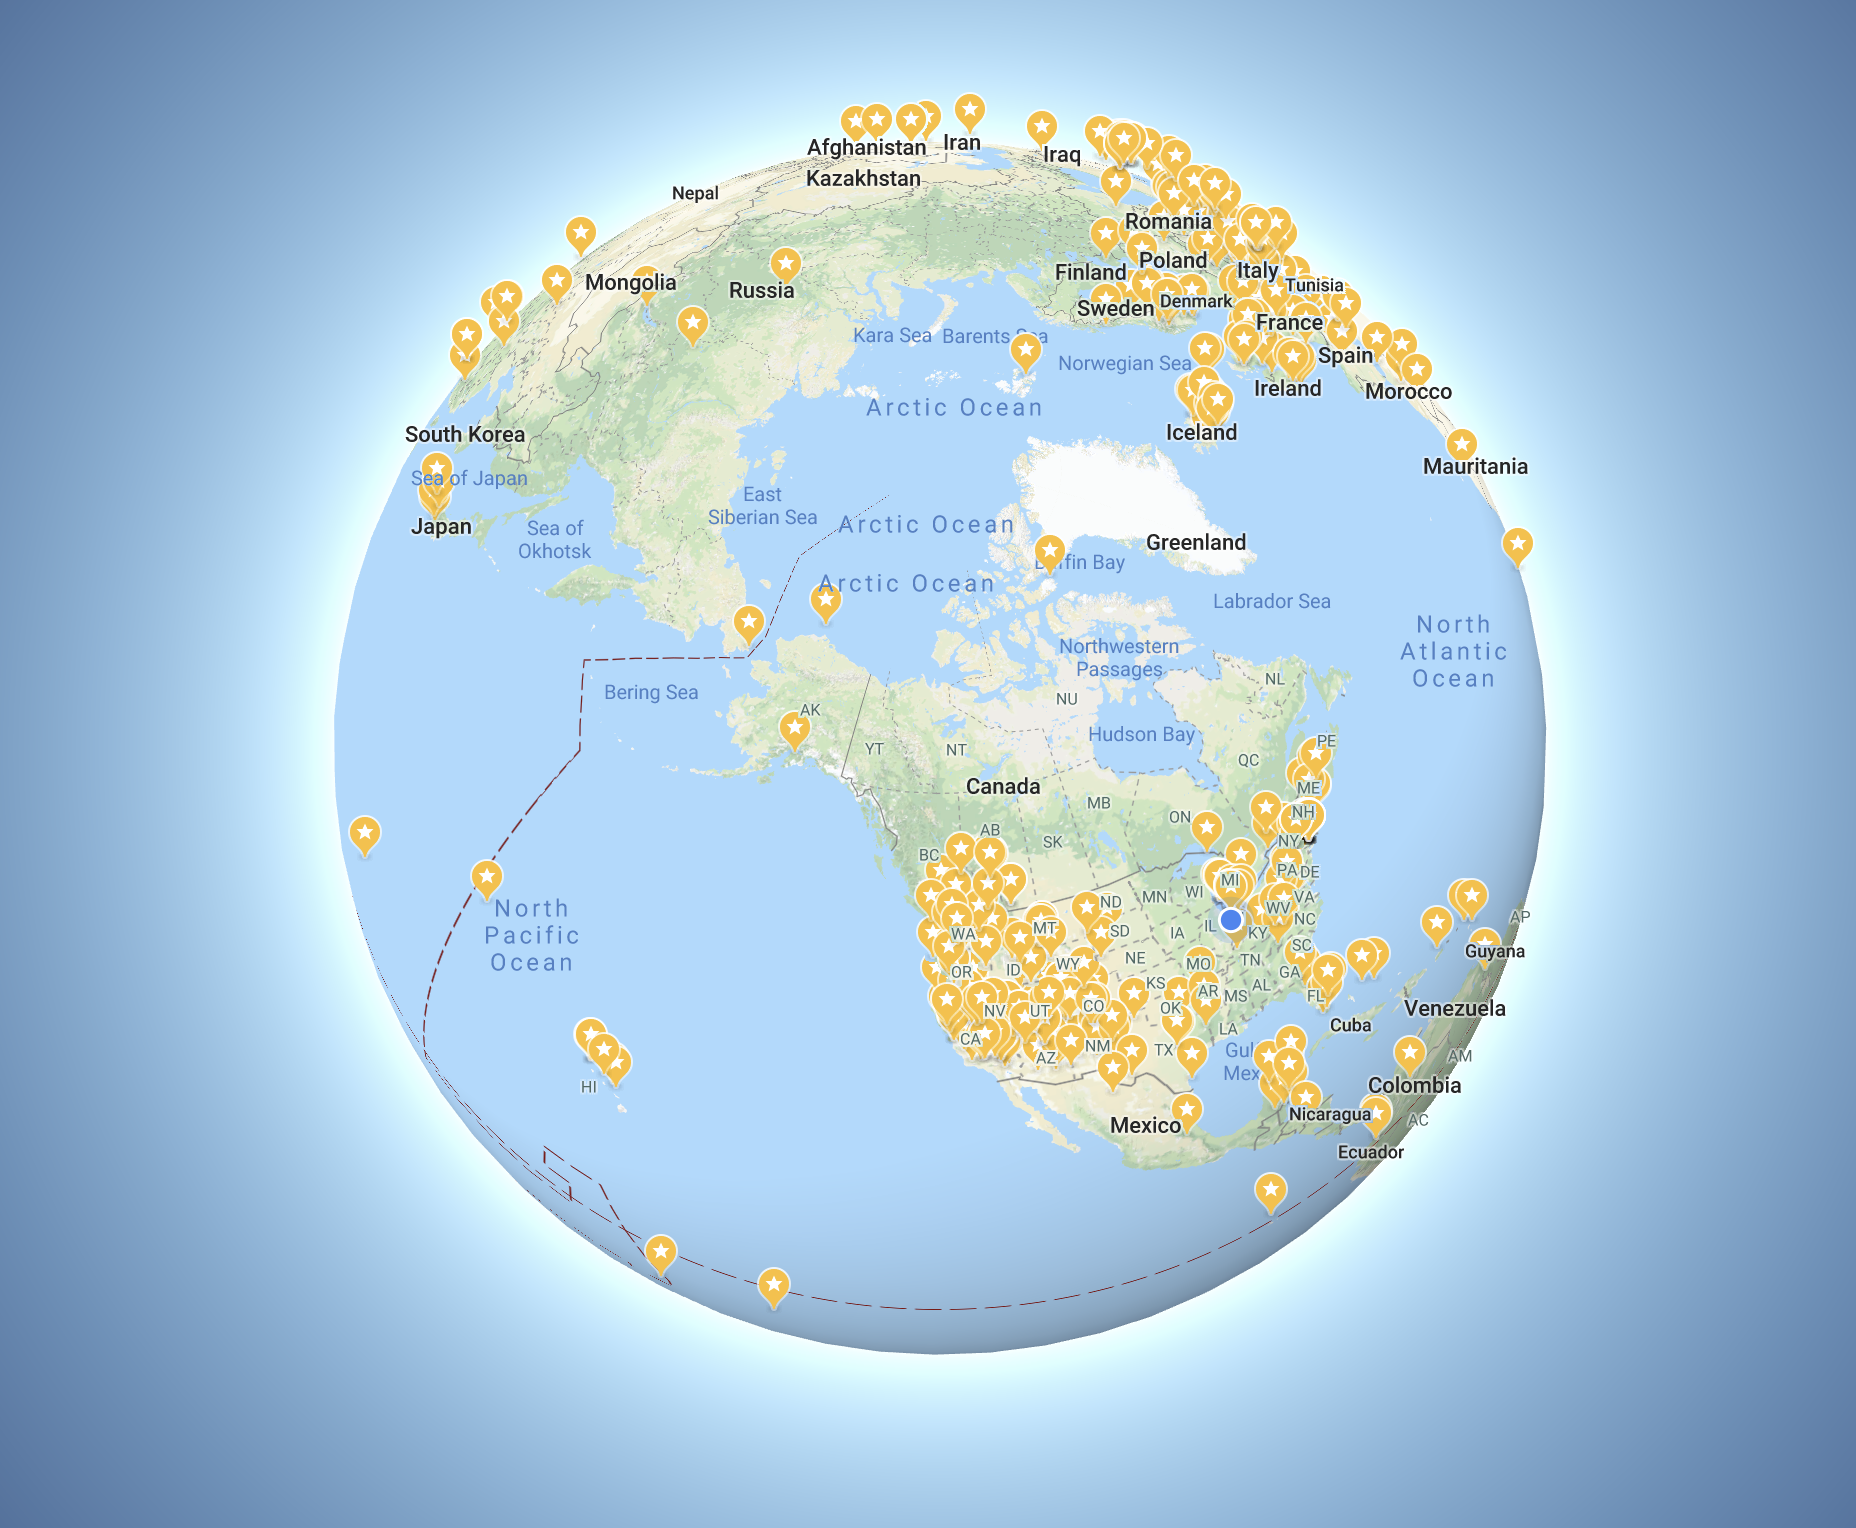 Afghanistan
Iran
Iraq
Kazakhstan
Nepal
Romania
Mongolia
Russia
Finland
Poland
Italy
Tunisia
Sweden
Denmark
France
Kara Sea
Barents Sea
Norwegian Sea
Spain
Ireland
Morocco
Arctic Ocean
Iceland
South Korea
Sea of Japan
Mauritania
Japan
East
Siberian Sea
Sea of
Okhotsk
Arctic Ocean
Greenland
Baffin Bay
Arctic Ocean
Labrador Sea
North
Atlantic
Ocean
Northwestern
Passages
Bering Sea
NU
NL
AK
YT
NT
Hudson Bay
PE
QC
Canada
ME
MB
ON
NH
AB
SK
NY
BC
PA
DE
MI
WI
MN
VA
ND
WV
NC
North
Pacific
Ocean
WA
MT
SD
IA
IL
KY
AP
SC
Guyana
OR
ID
WY
NE
MO
TN
GA
KS
AR
MS
AL
FL
NV
UT
CO
OK
Venezuela
LA
Cuba
CA
AZ
NM
TX
Gulf
Mex
AM
HI
Colombia
Mexico
Nicaragua
AC
Ecuador